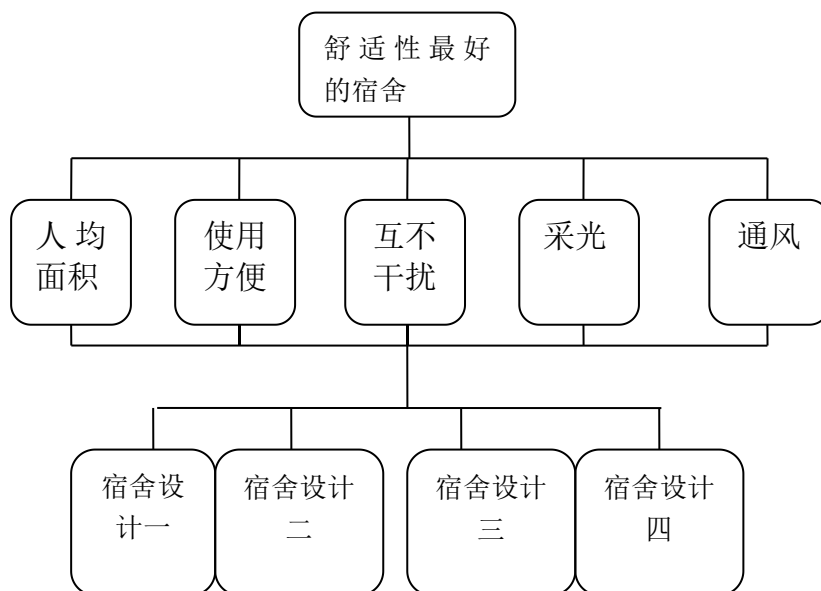 舒适性最好
的宿舍
人均
面积
使用
方便
互不
干扰
采光
通风
宿舍设
计一
宿舍设计
二
宿舍设计
三
宿舍设计
四